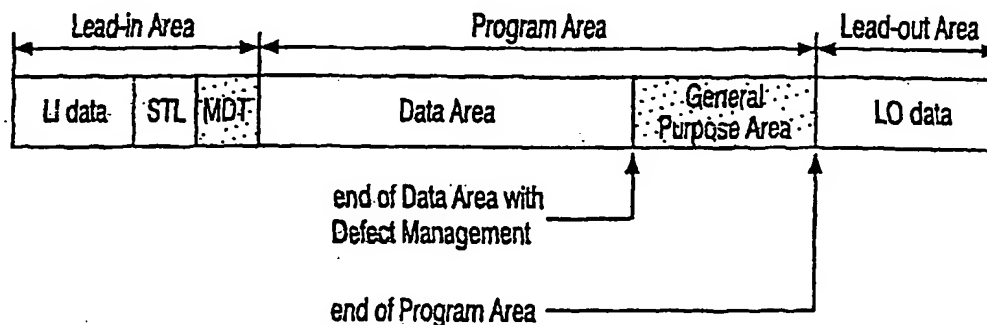 Lead-in Area Program Area Lead-out Area
LI data STL MDT Data Area General Purpose Area LO data
end of Data Area with
Defect Management
end of Program Area